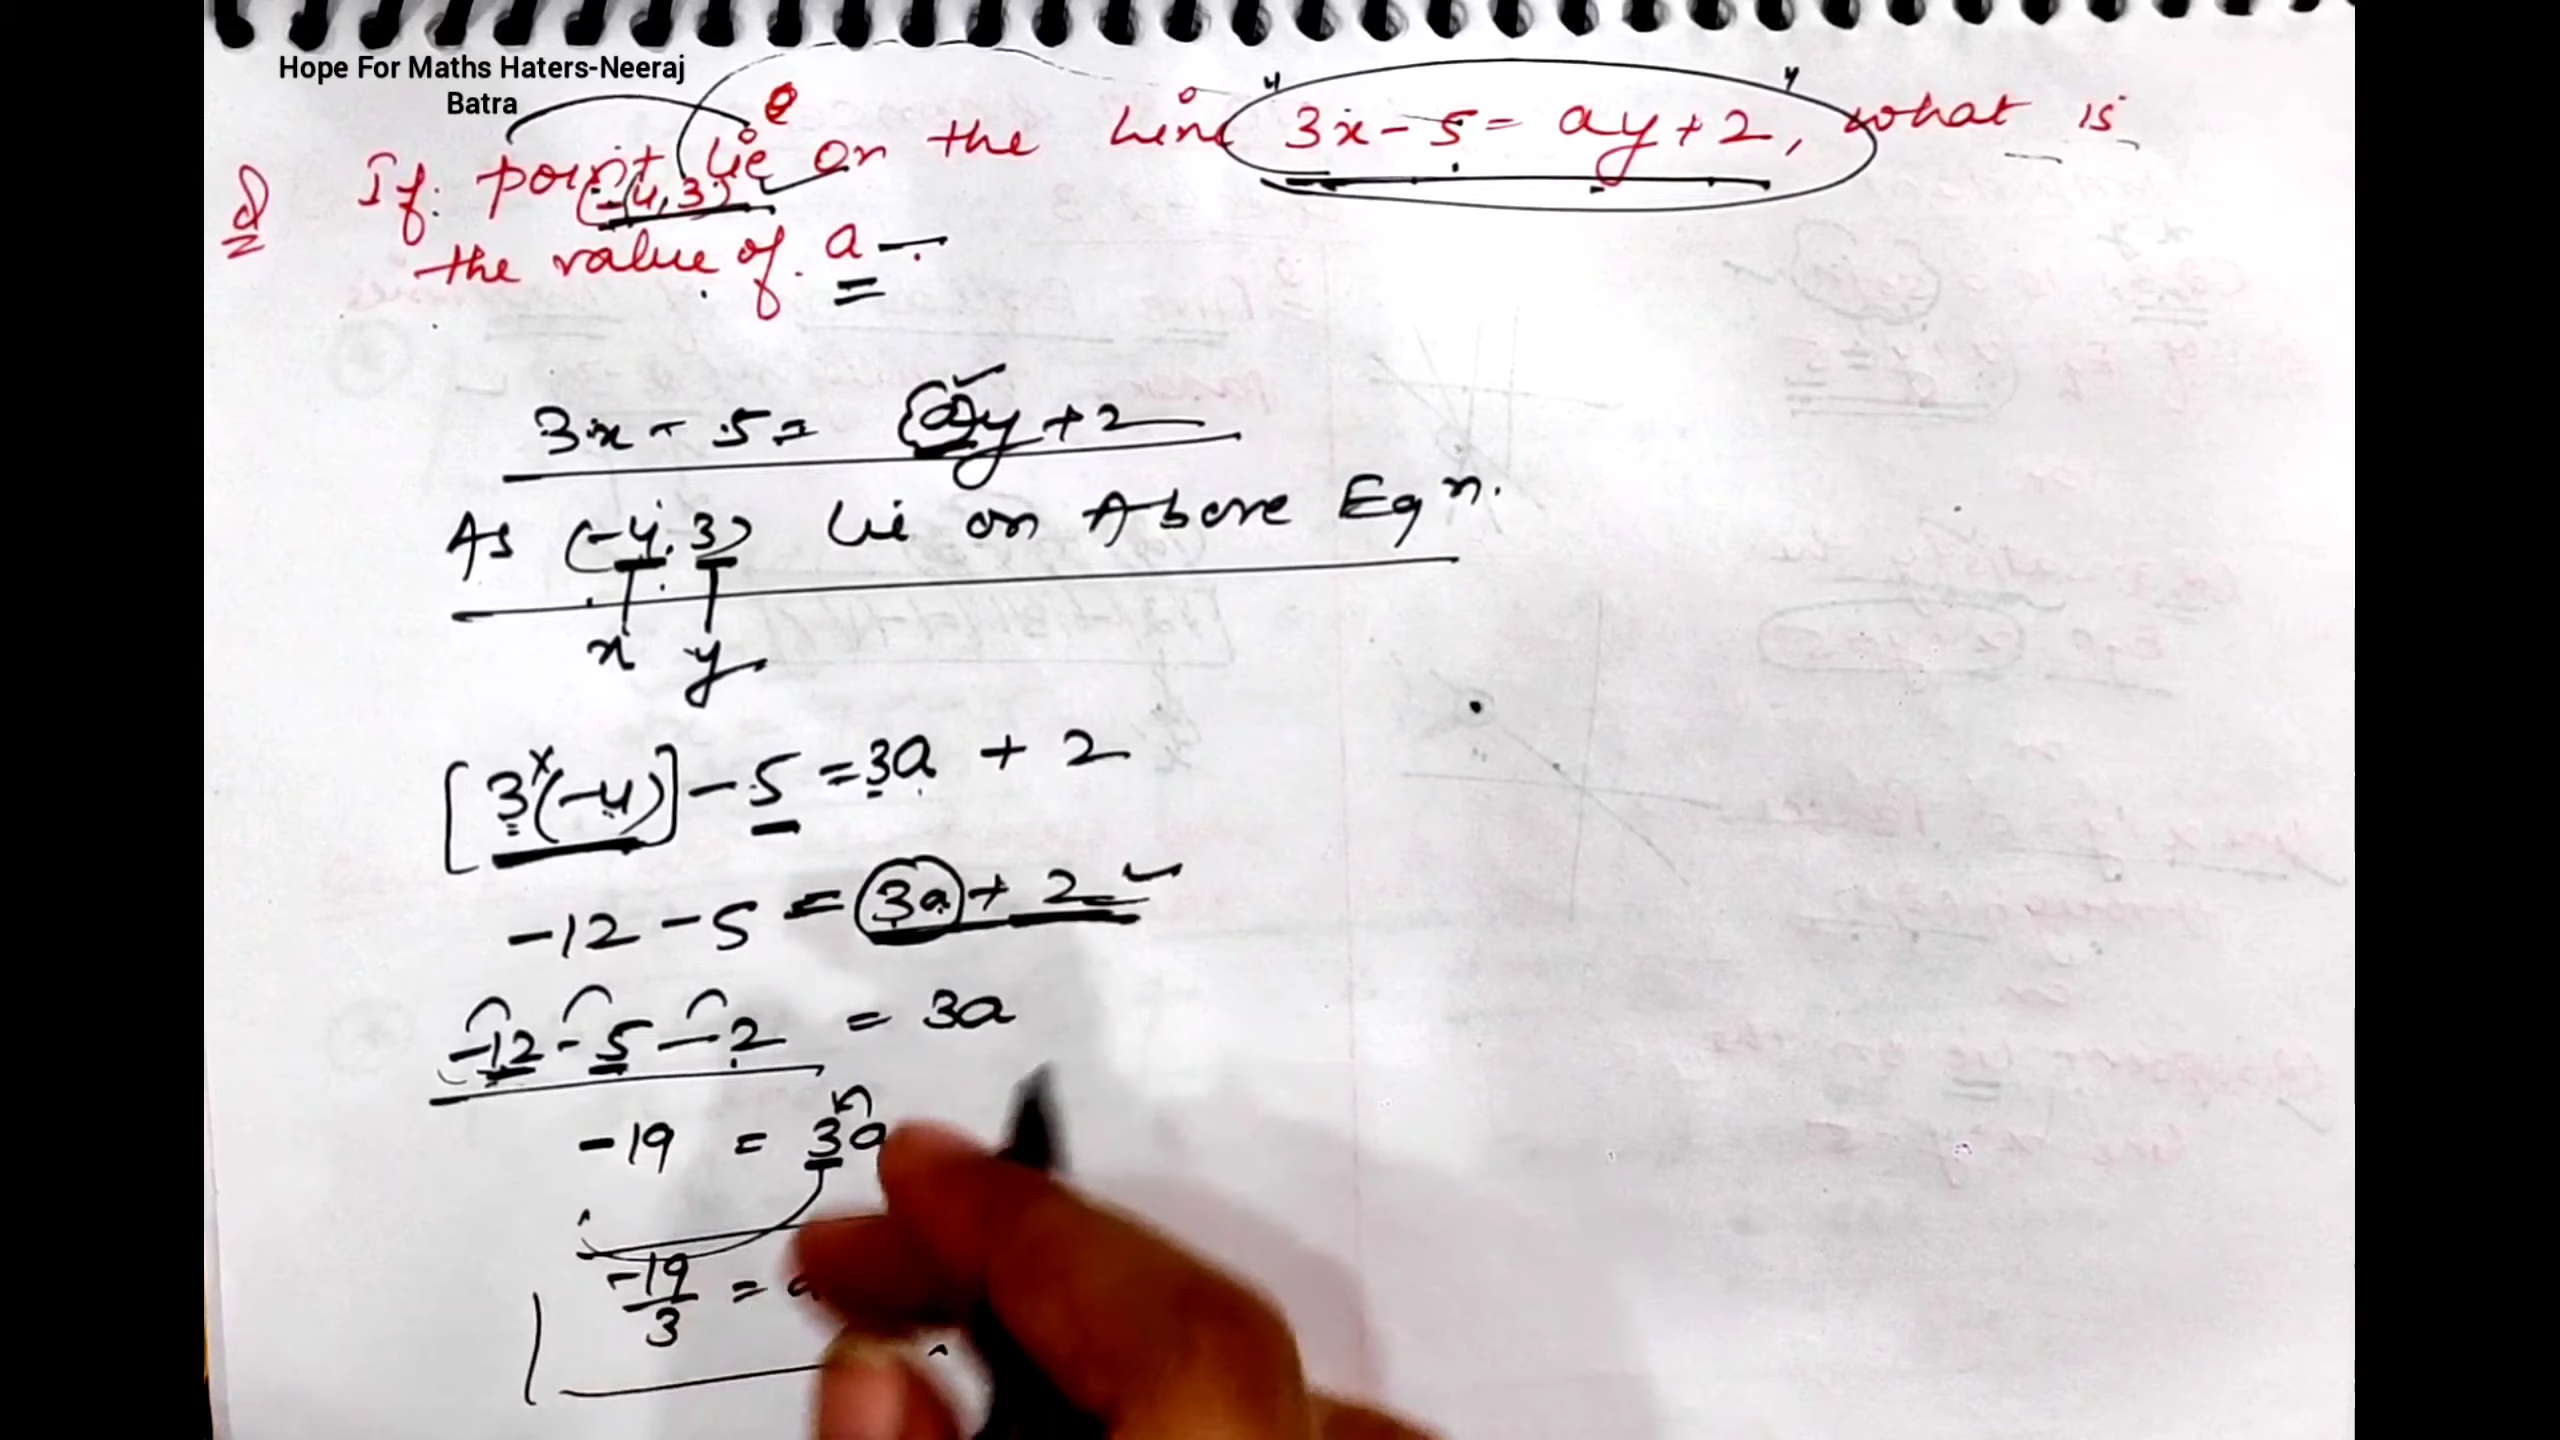 Hope For Maths Haters-Neeraj
Batra
Q If point (-4, 3) lie on the line 3x - 5 = ay + 2, what is
the value of a -.
3x - 5 = ay + 2
As (-4, 3) lie on Above Eqn.
x y
[3×(-4)] - 5 = 3a + 2
-12 - 5 = 3a + 2
-12 - 5 - 2 = 3a
-19 = 3a
-19/3 = a